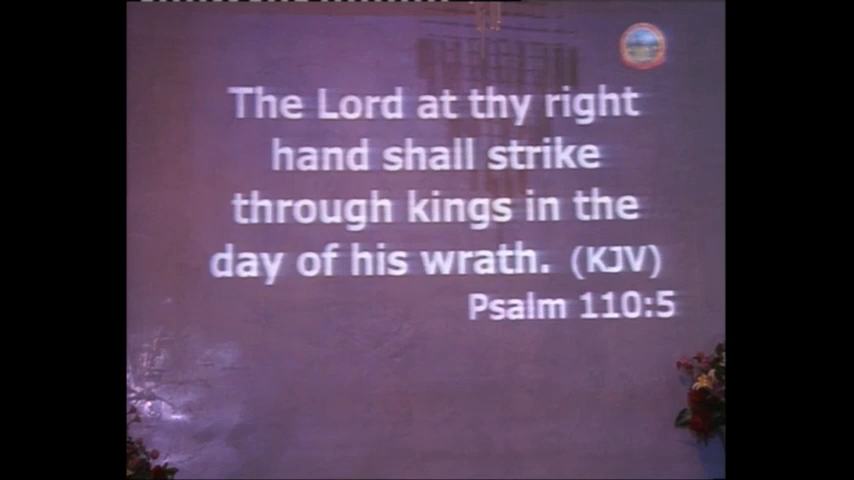 The Lord at thy right
hand shall strike
through kings in the
day of his wrath. (KJV)
Psalm 110:5